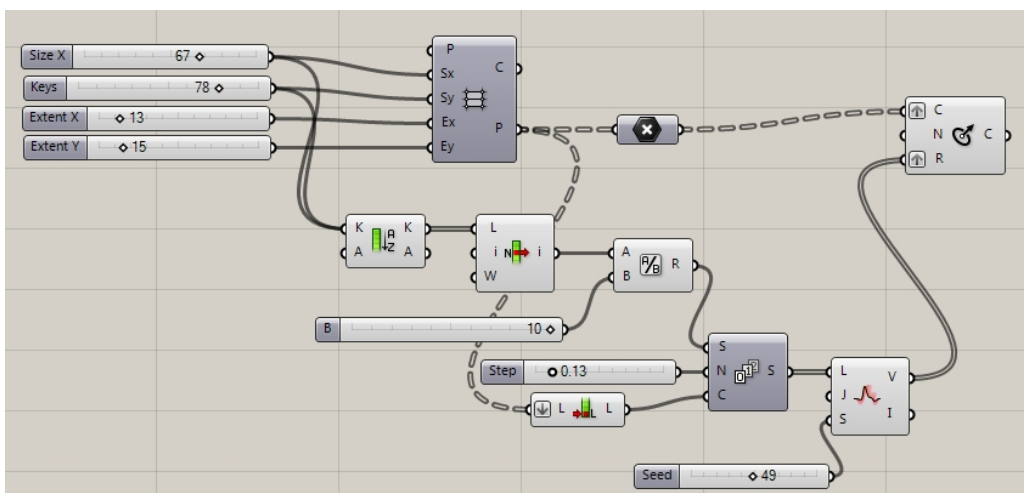 Size X 67
Keys 78
Extent X 13
Extent Y 15
P
Sx
Sy
Ex
Ey
C
P
C
N
R
C
K
A
A
Z
K
A
L
i
W
N
i
A
B
A/B
R
B 10
S
N
C
S
Step 0.13
L
L
L
L
J
S
V
I
Seed 49